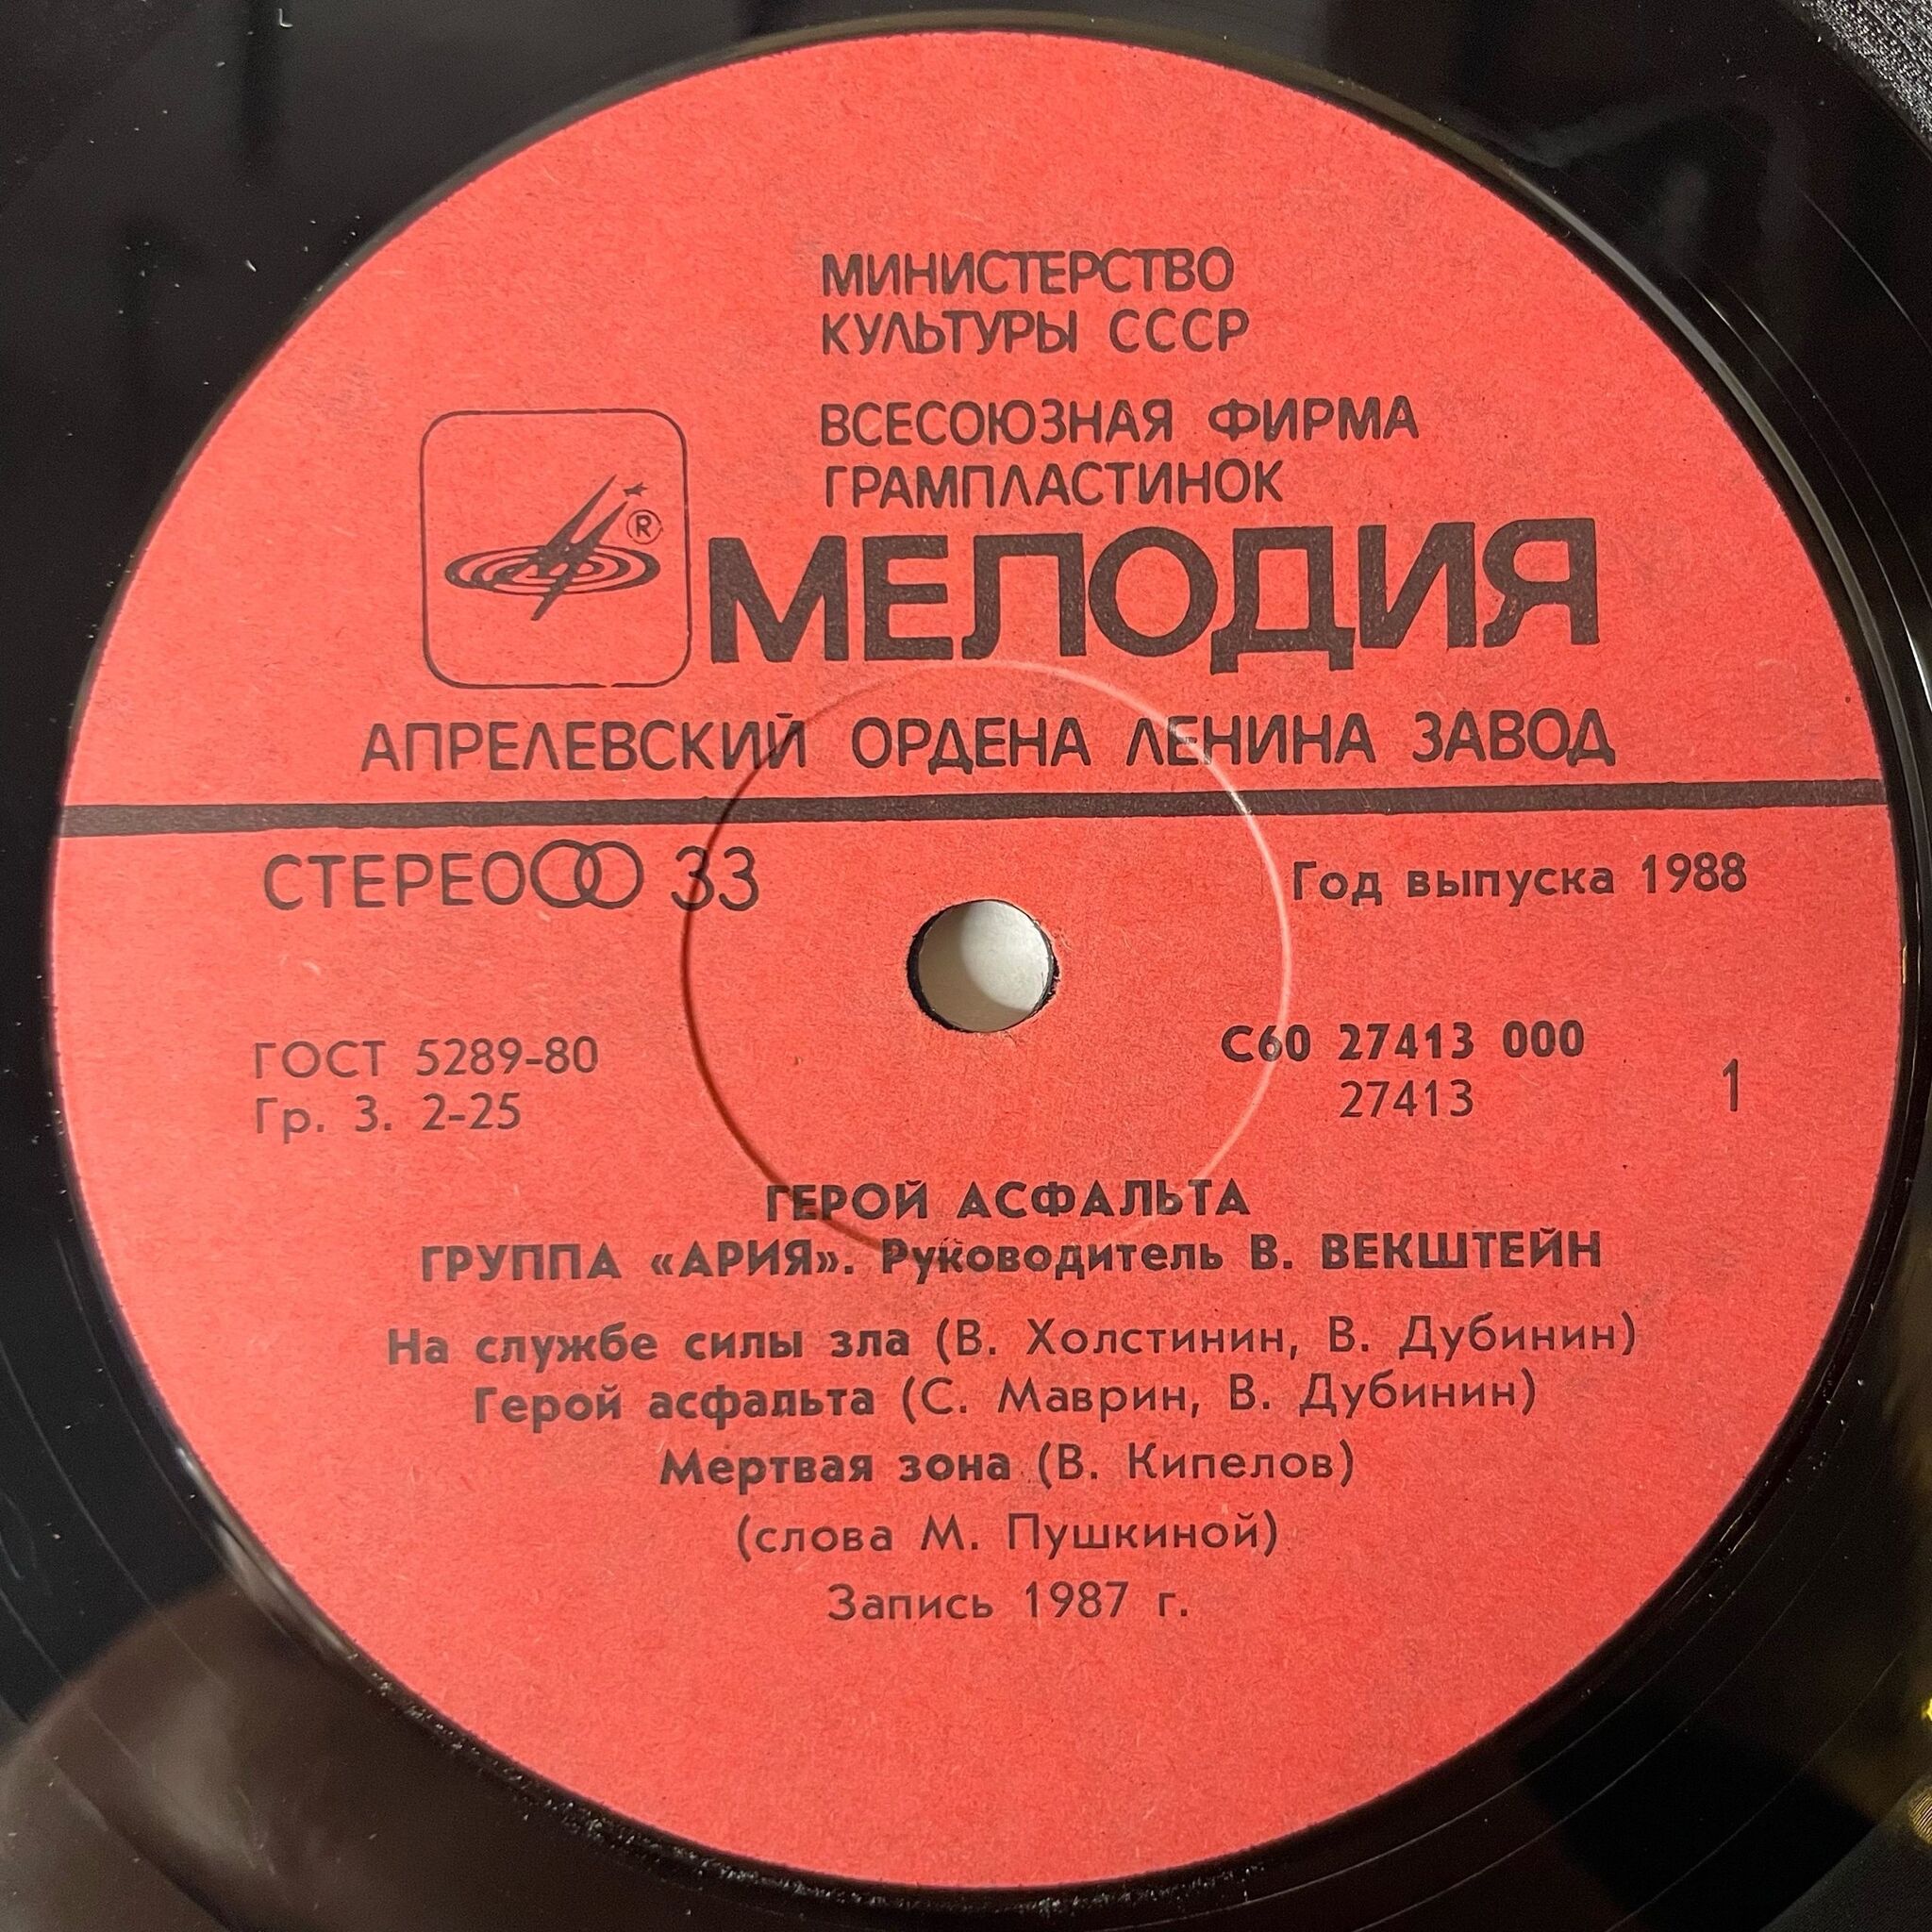 МИНИСТЕРСТВО
КУЛЬТУРЫ СССР
ВСЕСОЮЗНАЯ ФИРМА
ГРАМПЛАСТИНОК
®
МЕЛОДИЯ
АПРЕЛЕВСКИЙ ОРДЕНА ЛЕНИНА ЗАВОД
СТЕРЕО 33
Год выпуска 1988
ГОСТ 5289-80
Гр. 3. 2-25
С60 27413 000
27413
1
ГЕРОЙ АСФАЛЬТА
ГРУППА «АРИЯ». Руководитель В. ВЕКШТЕЙН
На службе силы зла (В. Холстинин, В. Дубинин)
Герой асфальта (С. Маврин, В. Дубинин)
Мертвая зона (В. Кипелов)
(слова М. Пушкиной)
Запись 1987 г.